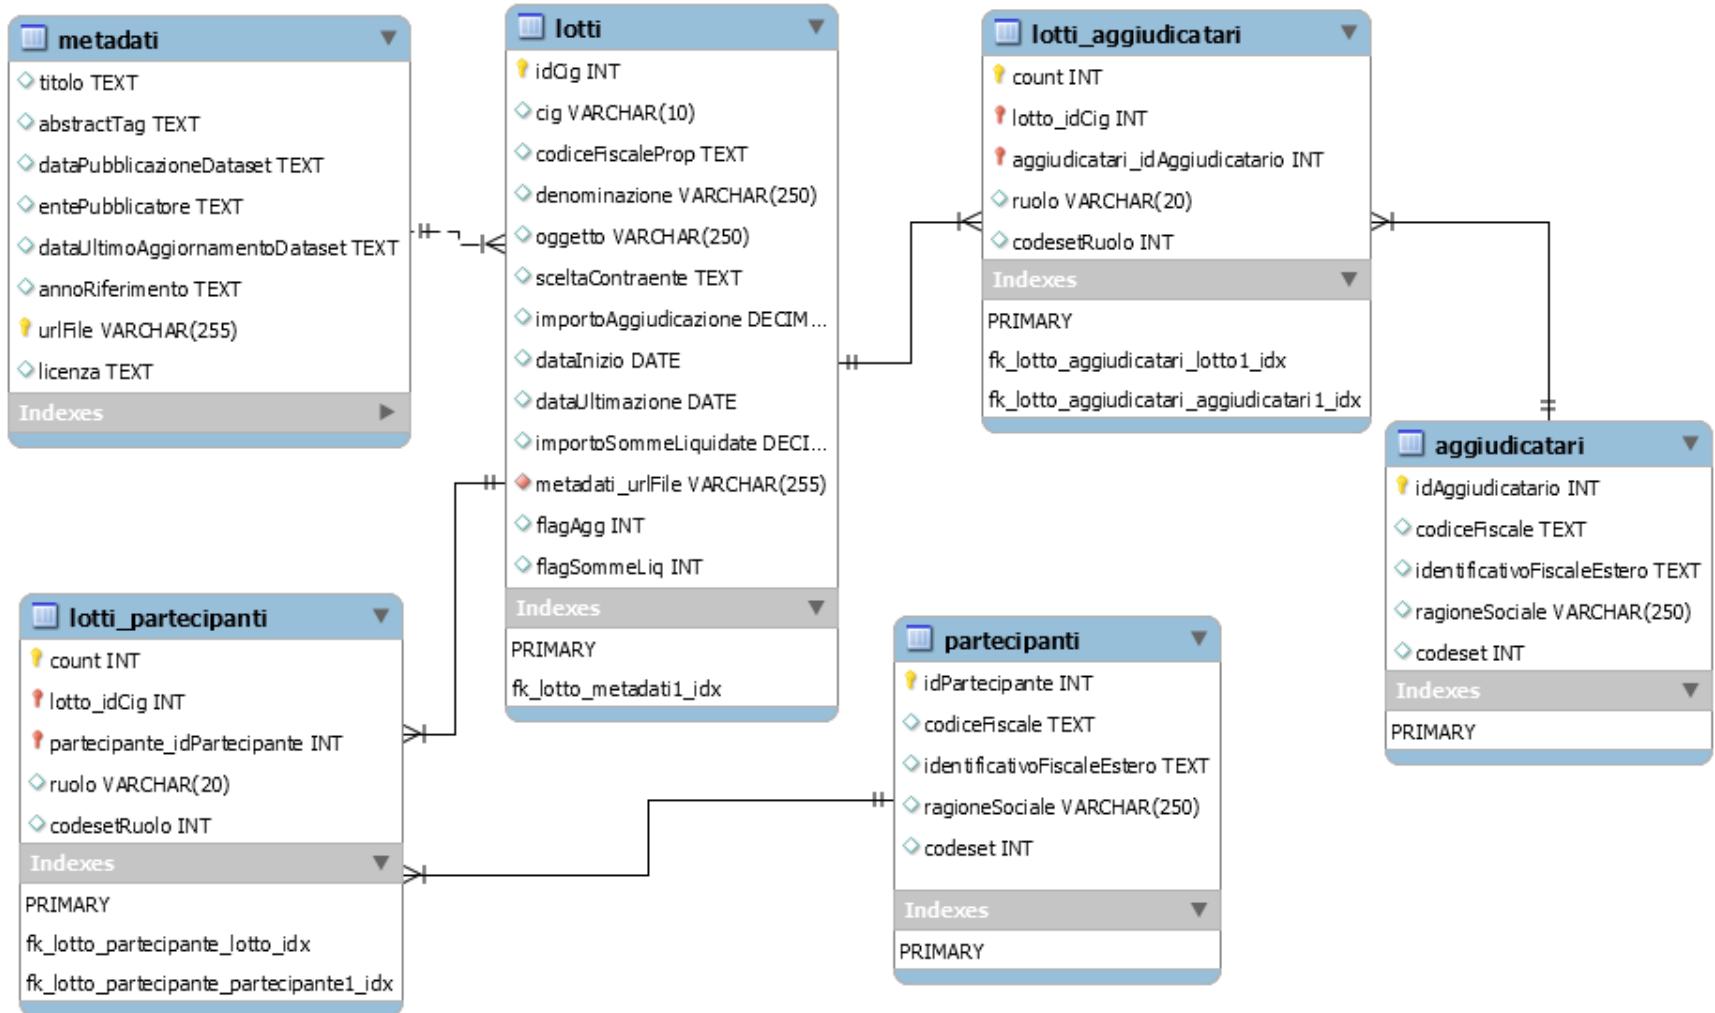 metadati
titolo TEXT
abstractTag TEXT
dataPubblicazioneDataset TEXT
entePubblicatore TEXT
dataUltimoAggiornamentoDataset TEXT
annoRiferimento TEXT
urlFile VARCHAR(255)
licenza TEXT
Indexes
lotti
idCig INT
cig VARCHAR(10)
codiceFiscaleProp TEXT
denominazione VARCHAR(250)
oggetto VARCHAR(250)
sceltaContraente TEXT
importoAggiudicazione DECIM...
dataInizio DATE
dataUltimazione DATE
importoSommeLiquidate DECI...
metadati_urlFile VARCHAR(255)
flagAgg INT
flagSommeLiq INT
Indexes
PRIMARY
fk_lotto_metadati1_idx
lotti_aggiudicatari
count INT
lotto_idCig INT
aggiudicatari_idAggiudicatario INT
ruolo VARCHAR(20)
codesetRuolo INT
Indexes
PRIMARY
fk_lotto_aggiudicatari_lotto1_idx
fk_lotto_aggiudicatari_aggiudicatari1_idx
aggiudicatari
idAggiudicatario INT
codiceFiscale TEXT
identificativoFiscaleEstero TEXT
ragioneSociale VARCHAR(250)
codeset INT
Indexes
PRIMARY
lotti_partecipanti
count INT
lotto_idCig INT
partecipante_idPartecipante INT
ruolo VARCHAR(20)
codesetRuolo INT
Indexes
PRIMARY
fk_lotto_partecipante_lotto_idx
fk_lotto_partecipante_partecipante1_idx
partecipanti
idPartecipante INT
codiceFiscale TEXT
identificativoFiscaleEstero TEXT
ragioneSociale VARCHAR(250)
codeset INT
Indexes
PRIMARY